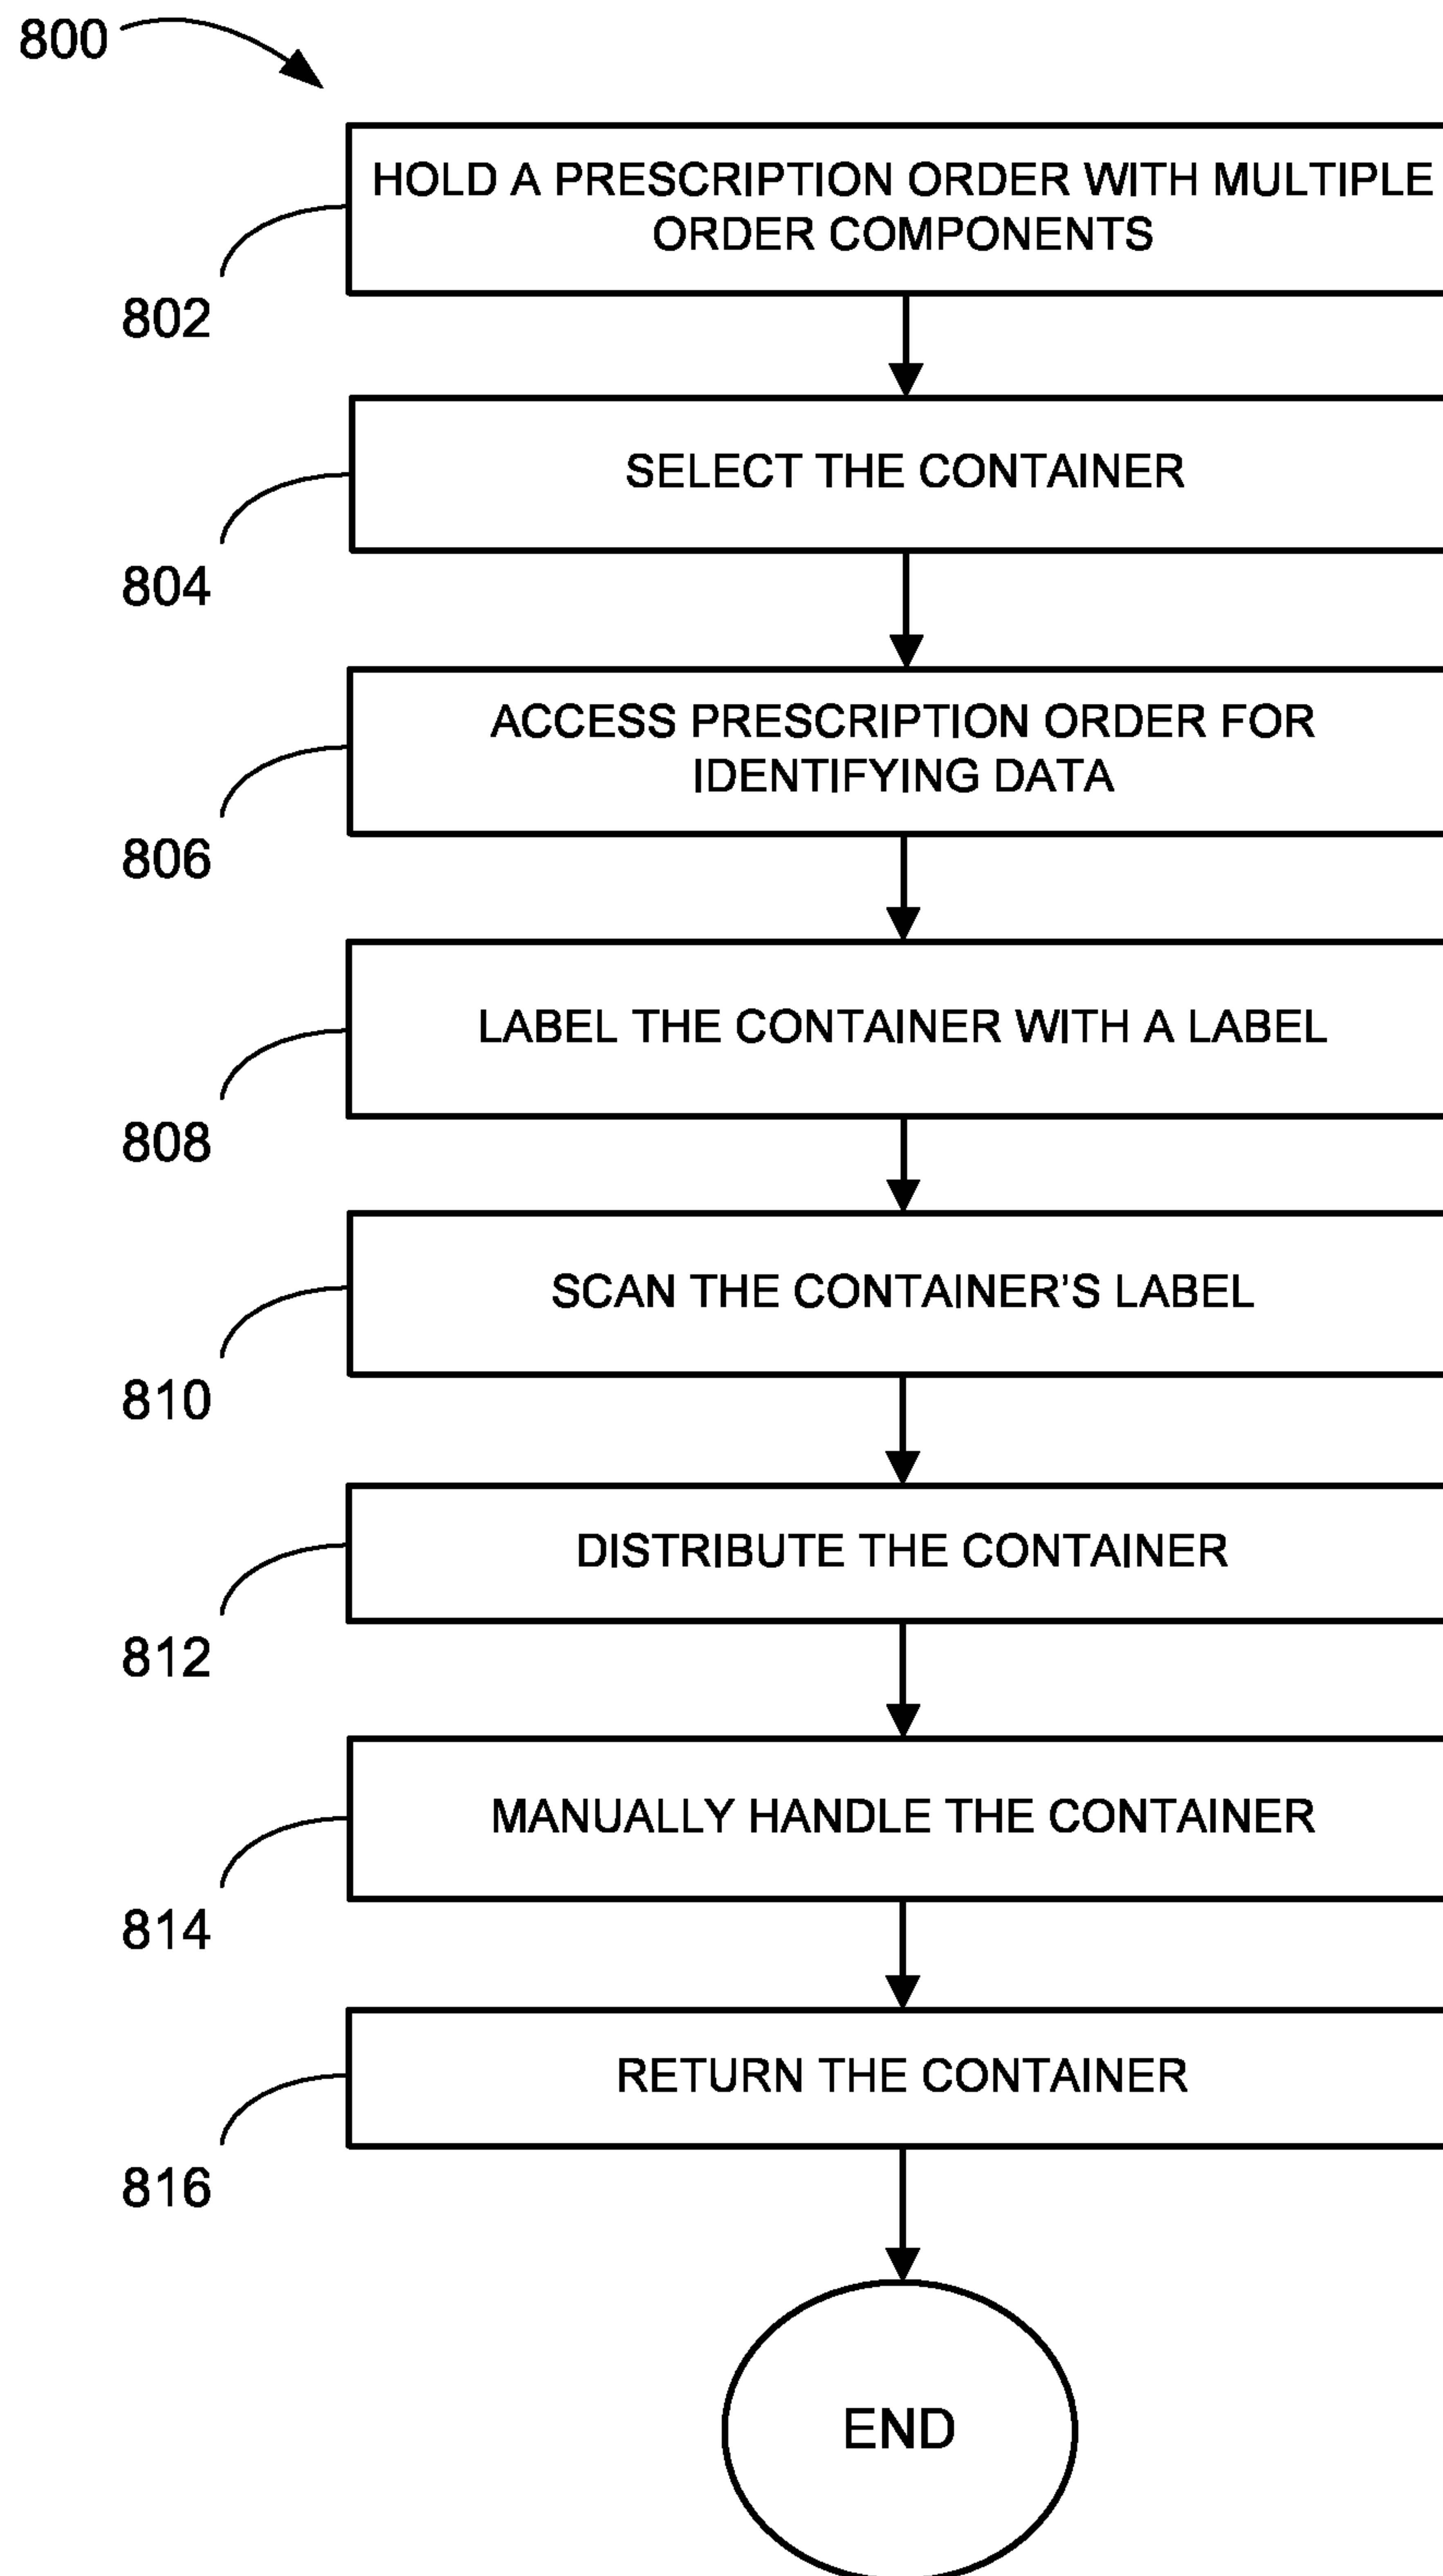 800
HOLD A PRESCRIPTION ORDER WITH MULTIPLE
ORDER COMPONENTS
802
SELECT THE CONTAINER
804
ACCESS PRESCRIPTION ORDER FOR
IDENTIFYING DATA
806
LABEL THE CONTAINER WITH A LABEL
808
SCAN THE CONTAINER’S LABEL
810
DISTRIBUTE THE CONTAINER
812
MANUALLY HANDLE THE CONTAINER
814
RETURN THE CONTAINER
816
END